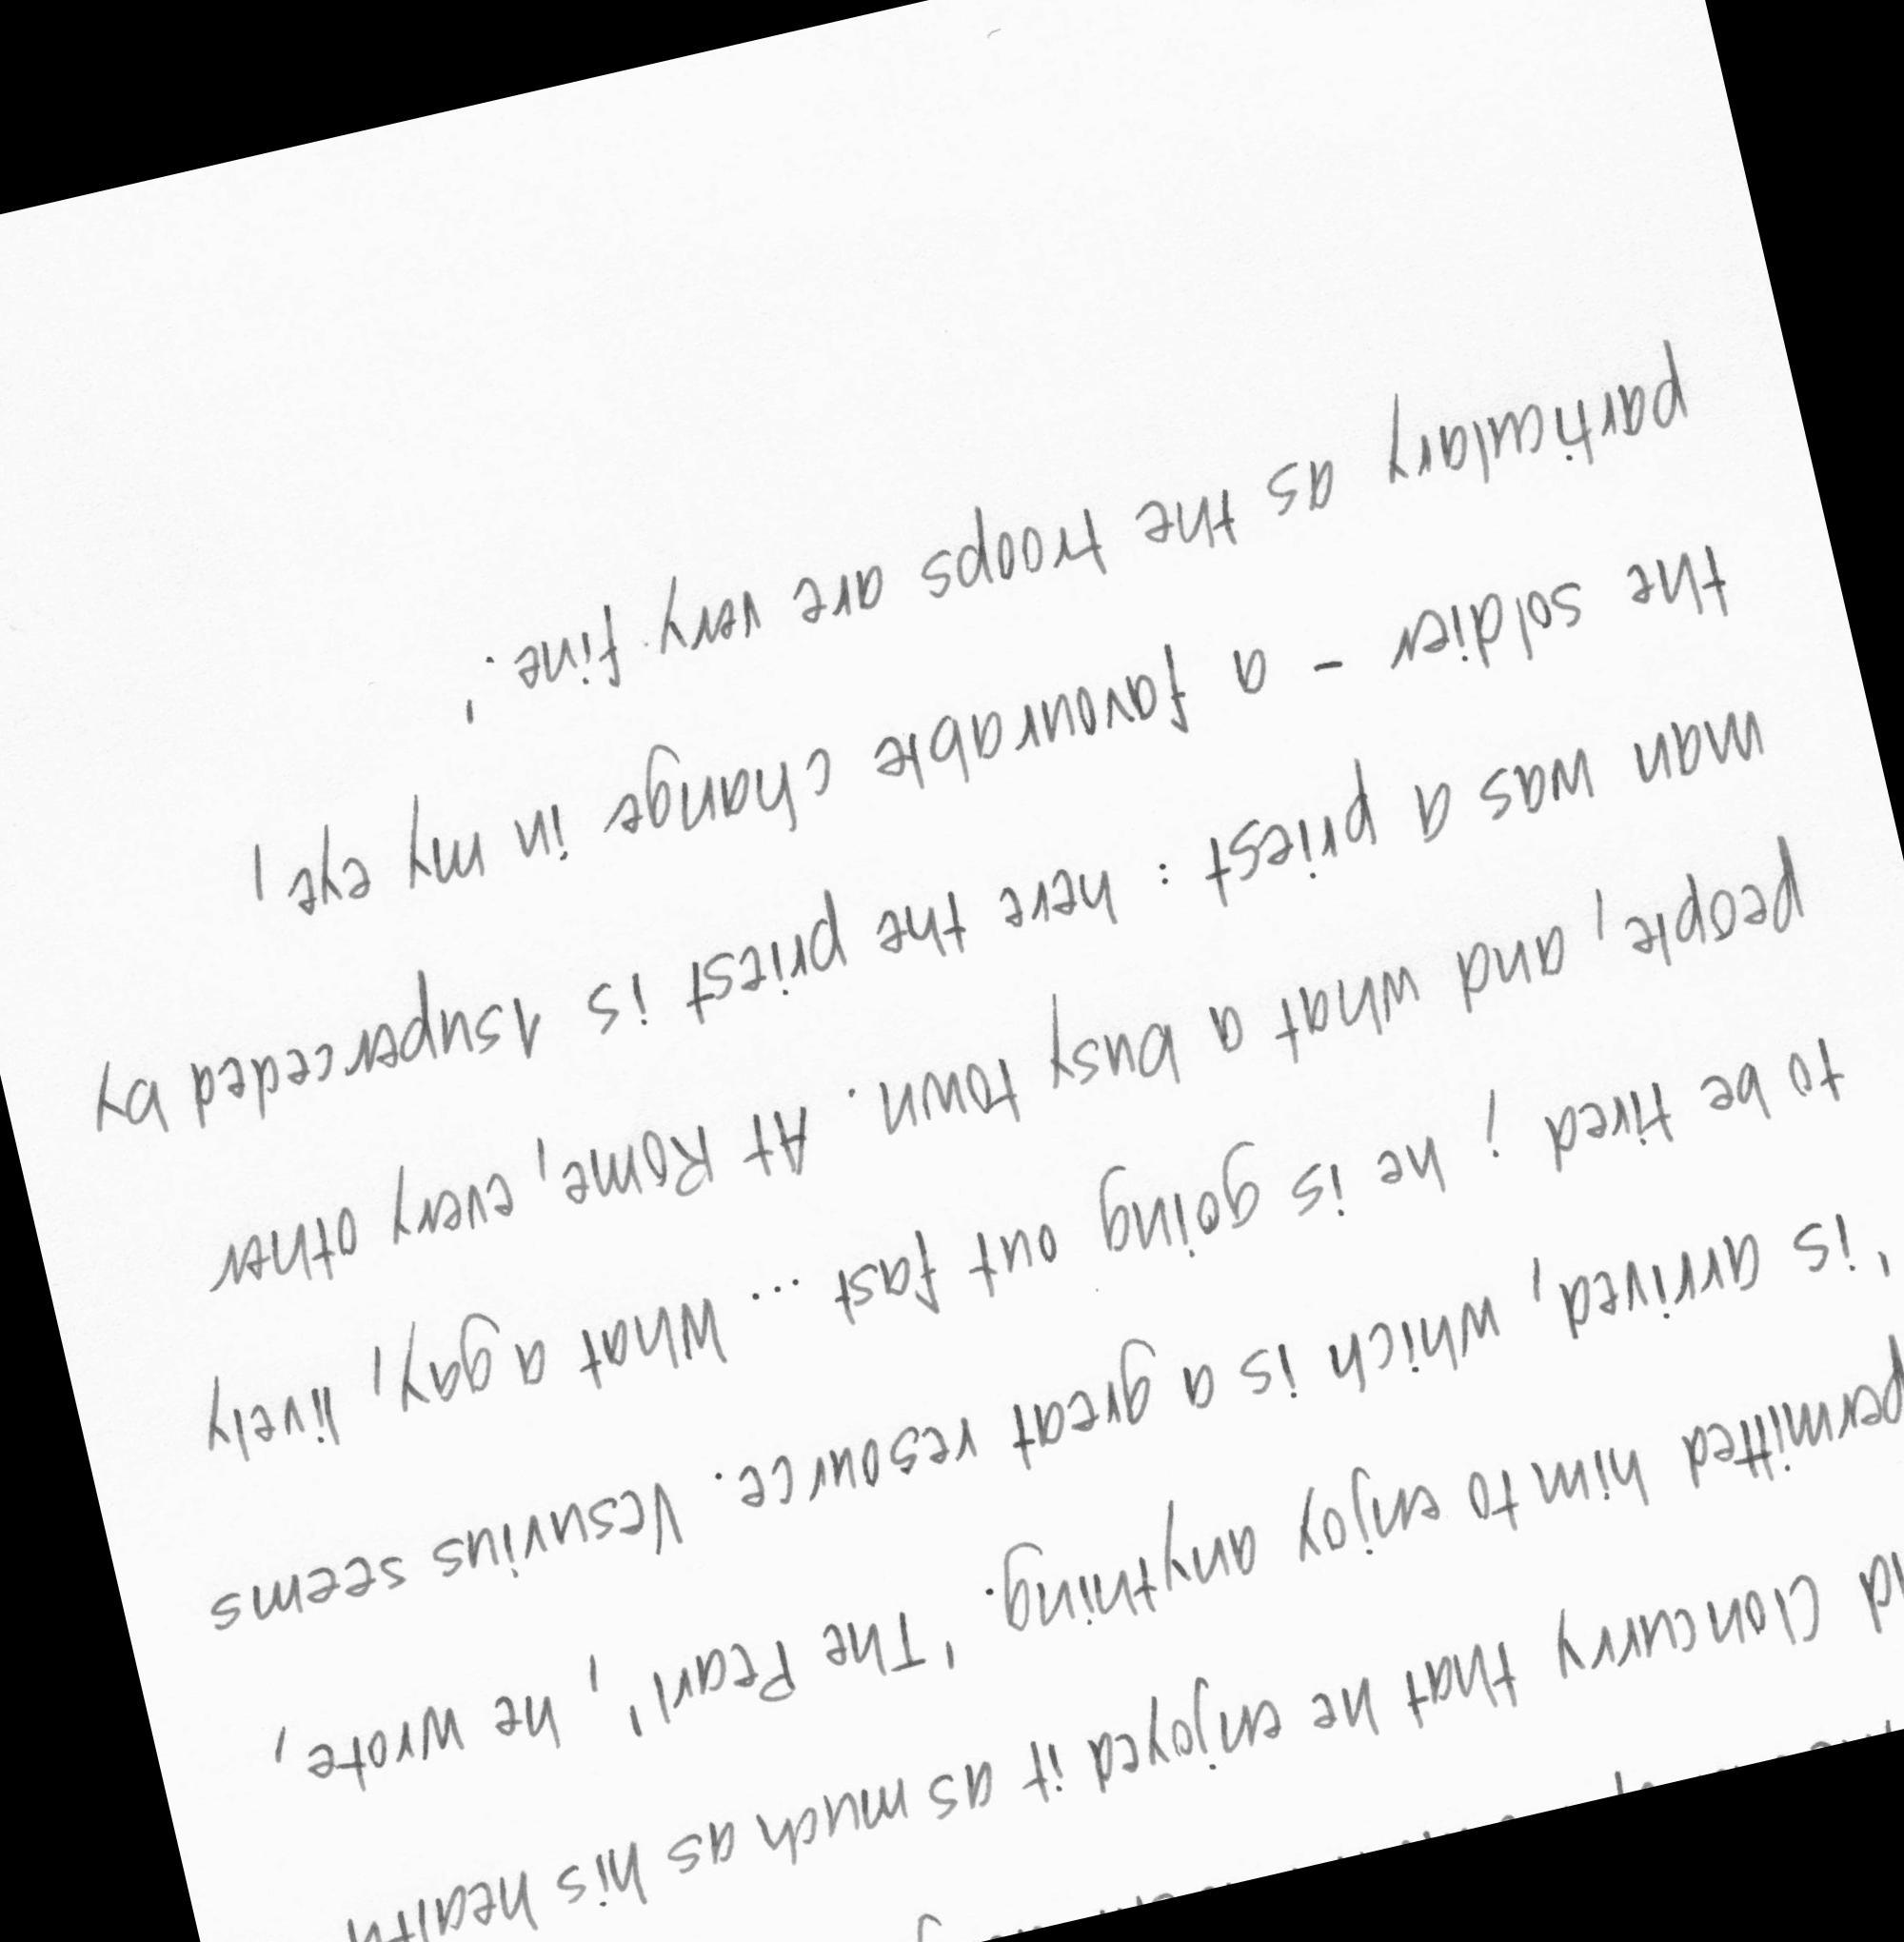 Cloncurry that he enjoyed it as much as his health
permitted him to enjoy anything. 'The Pearl', he wrote,
'is arrived, which is a great resource. Vesuvius seems
to be tired; he is going out fast... What a gay, lively
people, and what a busy town. At Rome, every other
man was a priest: here the priest is 1superceded by
the soldier - a favourable change in my eye,
particulary as the troops are very fine.'